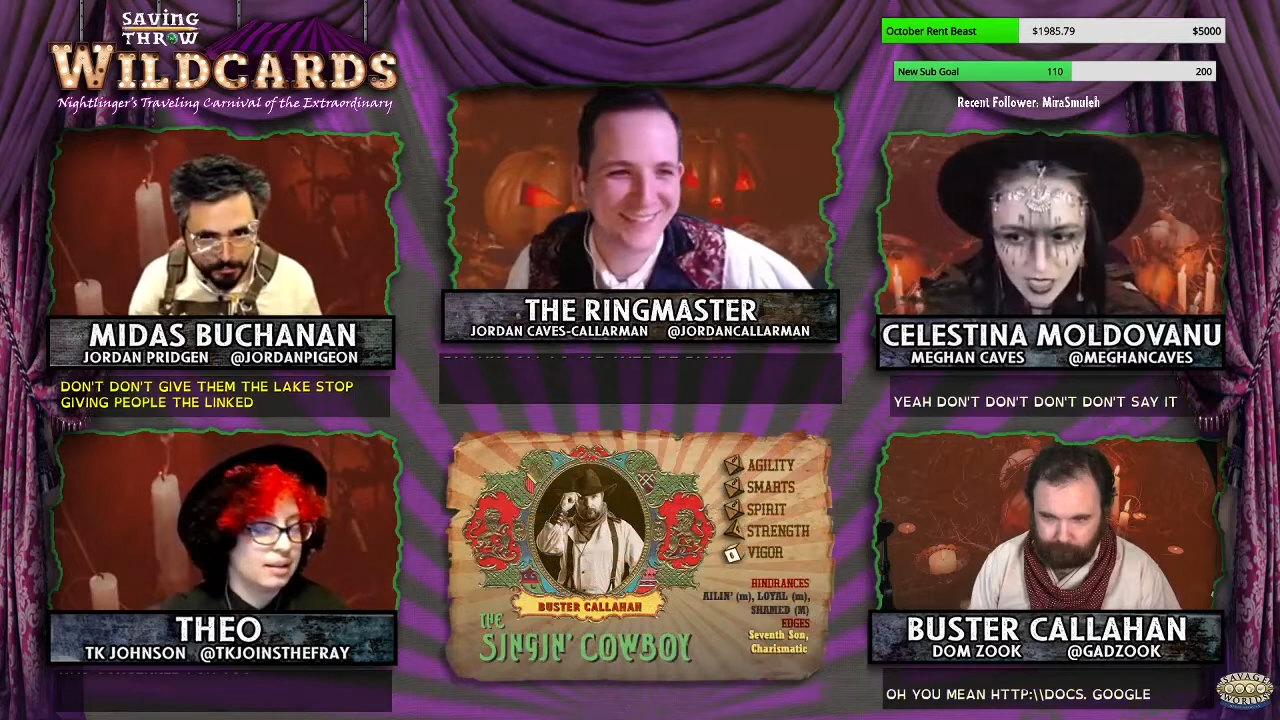 SAVING
THROW
WILDCARDS
Nightlinger's Traveling Carnival of the Extraordinary
October Rent Beast $1985.79 $5000
New Sub Goal 110 200
Recent Follower: MiraSmuleh
THE RINGMASTER
JORDAN CAVES-CALLARMAN @JORDANCALLARMAN
MIDAS BUCHANAN
JORDAN PRIDGEN @JORDANPIGEON
DON'T DON'T GIVE THEM THE LAKE STOP
GIVING PEOPLE THE LINKED
CELESTINA MOLDOVANU
MEGHAN CAVES @MEGHANCAVES
YEAH DON'T DON'T DON'T DON'T SAY IT
THEO
TK JOHNSON @TKJOINSTHEFRAY
BUSTER CALLAHAN
THE
SINGIN' COWBOY
AGILITY
SMARTS
SPIRIT
STRENGTH
VIGOR
HINDRANCES
AILIN' (m), LOYAL (m),
SHAMED (M)
EDGES
Seventh Son,
Charismatic
BUSTER CALLAHAN
DOM ZOOK @GADZOOK
OH YOU MEAN HTTP:\\DOCS. GOOGLE
SAVAGE
WORLDS